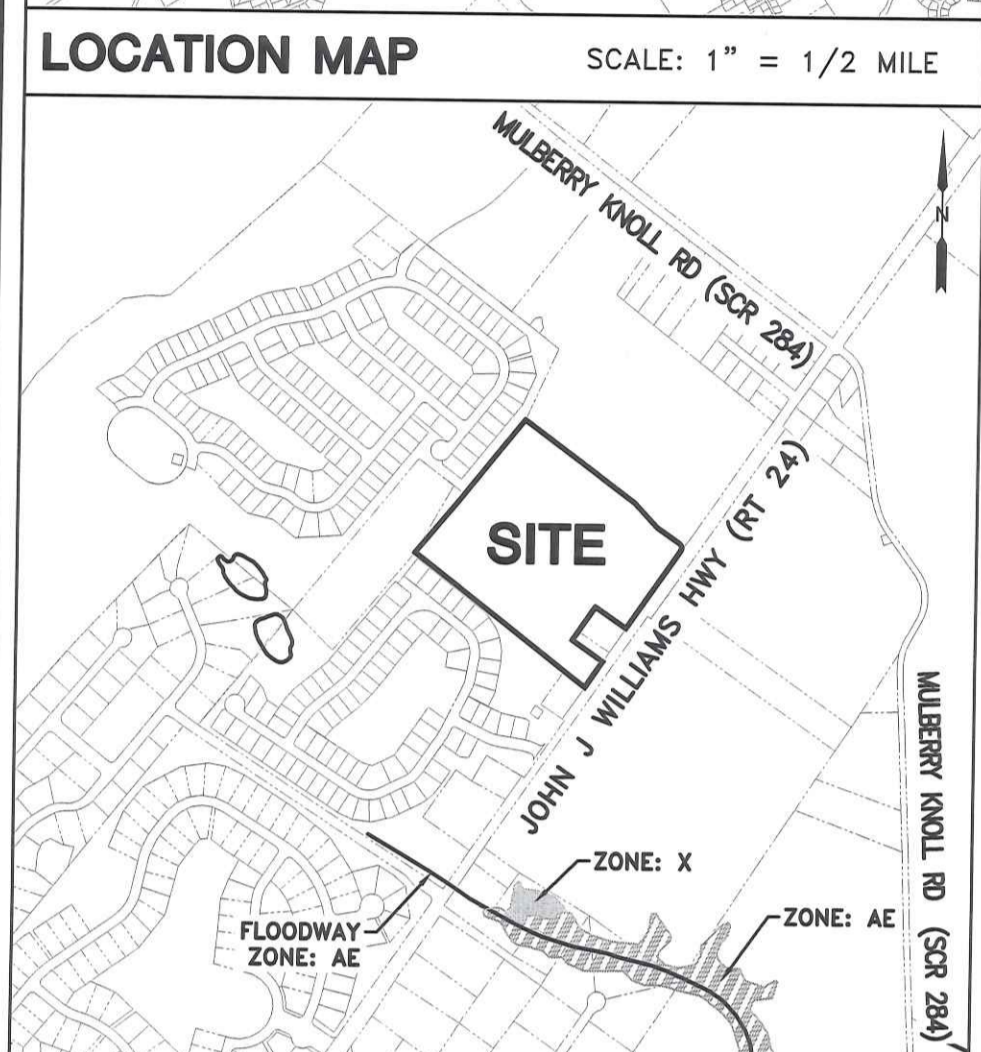 LOCATION MAP
SCALE: 1" = 1/2 MILE
MULBERRY KNOLL RD (SCR 284)
N
SITE
JOHN J WILLIAMS HWY (RT 24)
MULBERRY KNOLL RD (SCR 284)
ZONE: X
FLOODWAY
ZONE: AE
ZONE: AE